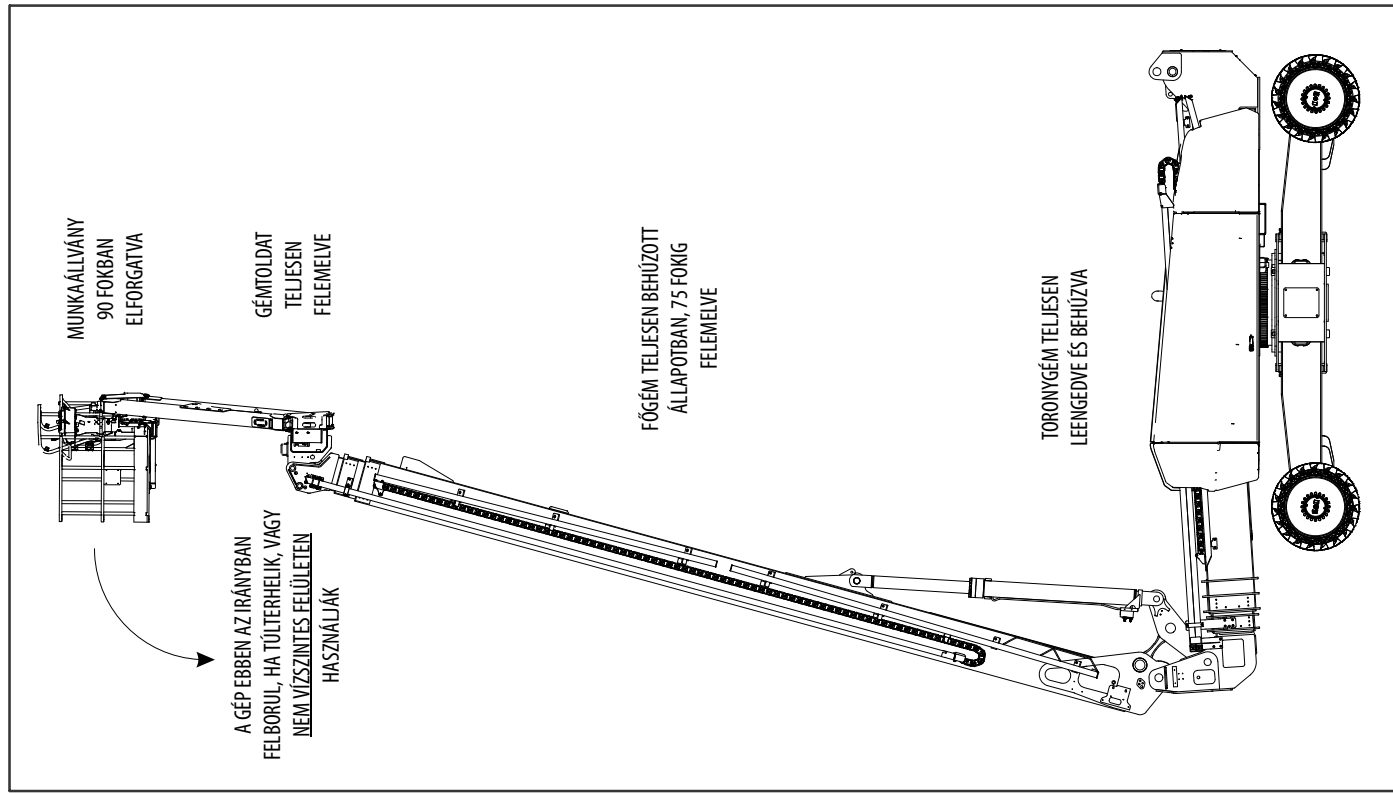 MUNKAÁLLVÁNY
90 FOKBAN
ELFORGATVA
GÉMTOLDAT
TELJESEN
FELEMELVE
A GÉP EBBEN AZ IRÁNYBAN
FELBORUL, HA TÚLTERHELIK, VAGY
NEM VÍZSZINTES FELÜLETEN
HASZNÁLJÁK
FŐGÉM TELJESEN BEHÚZOTT
ÁLLAPOTBAN, 75 FOKIG
FELEMELVE
TORONYGÉM TELJESEN
LEENGEDVE ÉS BEHÚZVA